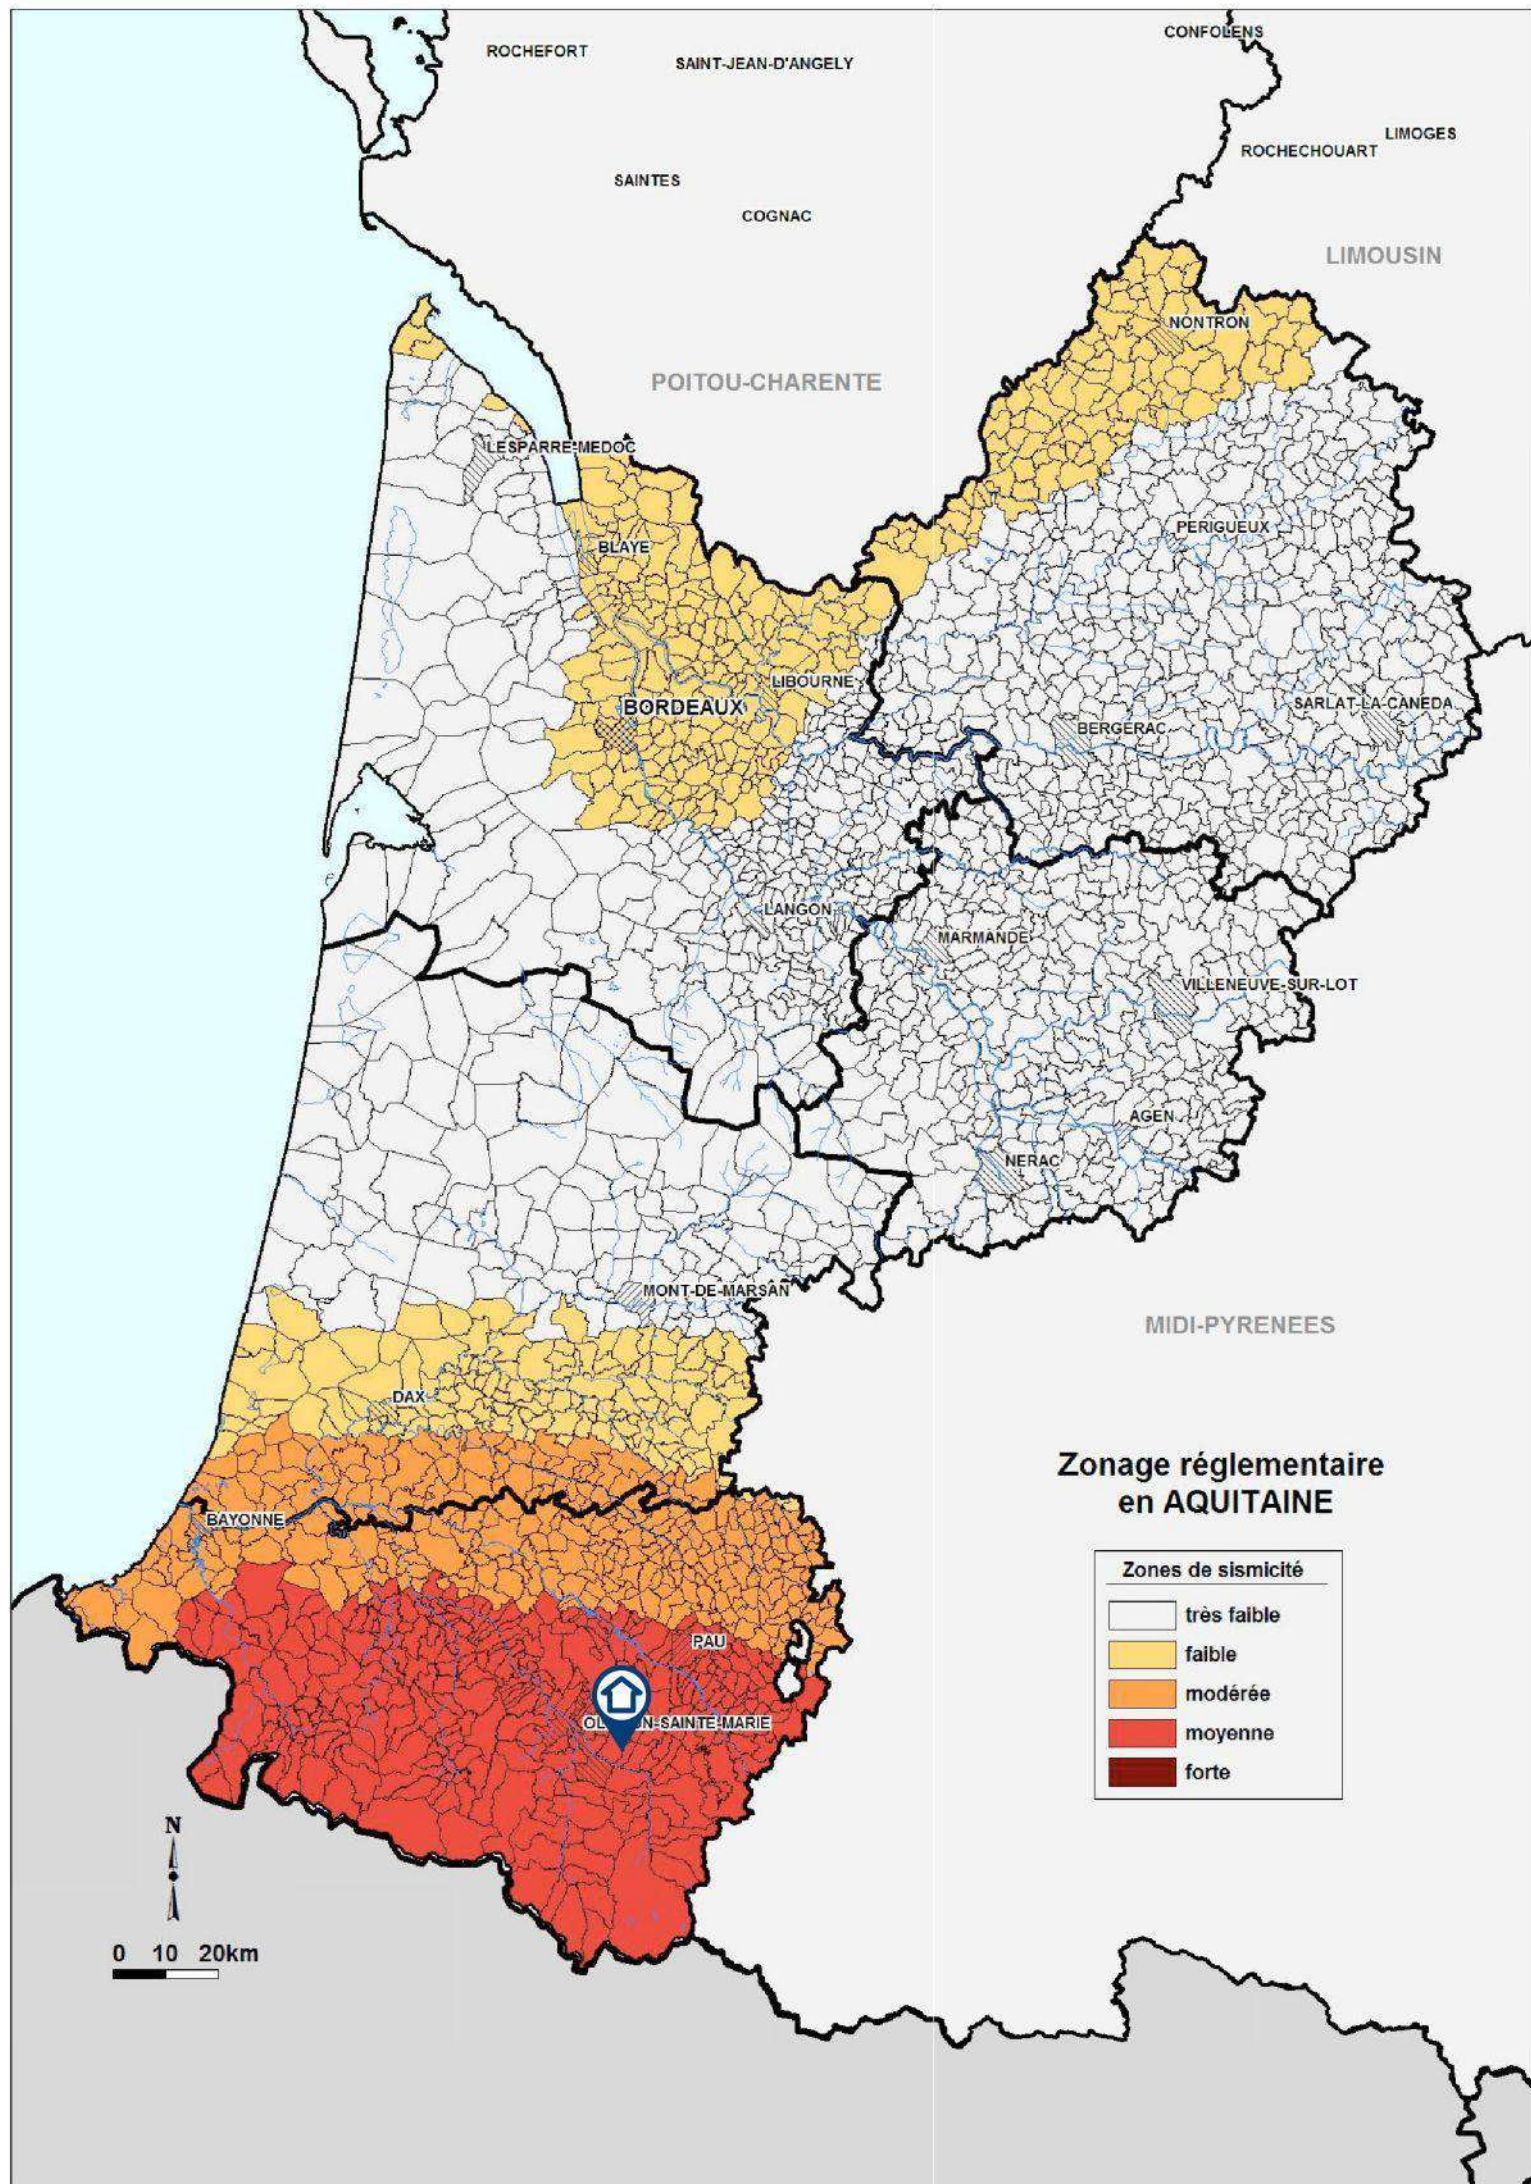 CONFOLENS
ROCHEFORT
SAINT-JEAN-D'ANGELY
LIMOGES
ROCHECHOUART
SAINTES
COGNAC
LIMOUSIN
NONTRON
POITOU-CHARENTE
LESPARRE-MEDOC
PERIGUEUX
BLAYE
LIBOURNE
SARLAT-LA-CANEDA
BORDEAUX
BERGERAC
LANGON
MARMANDE
VILLENEUVE-SUR-LOT
AGEN
NERAC
MONT-DE-MARSAN
MIDI-PYRENEES
DAX
Zonage réglementaire
en AQUITAINE
BAYONNE
Zones de sismicité
très faible
faible
modérée
moyenne
forte
PAU
N-SAINTE-MARIE
N
0 10 20km